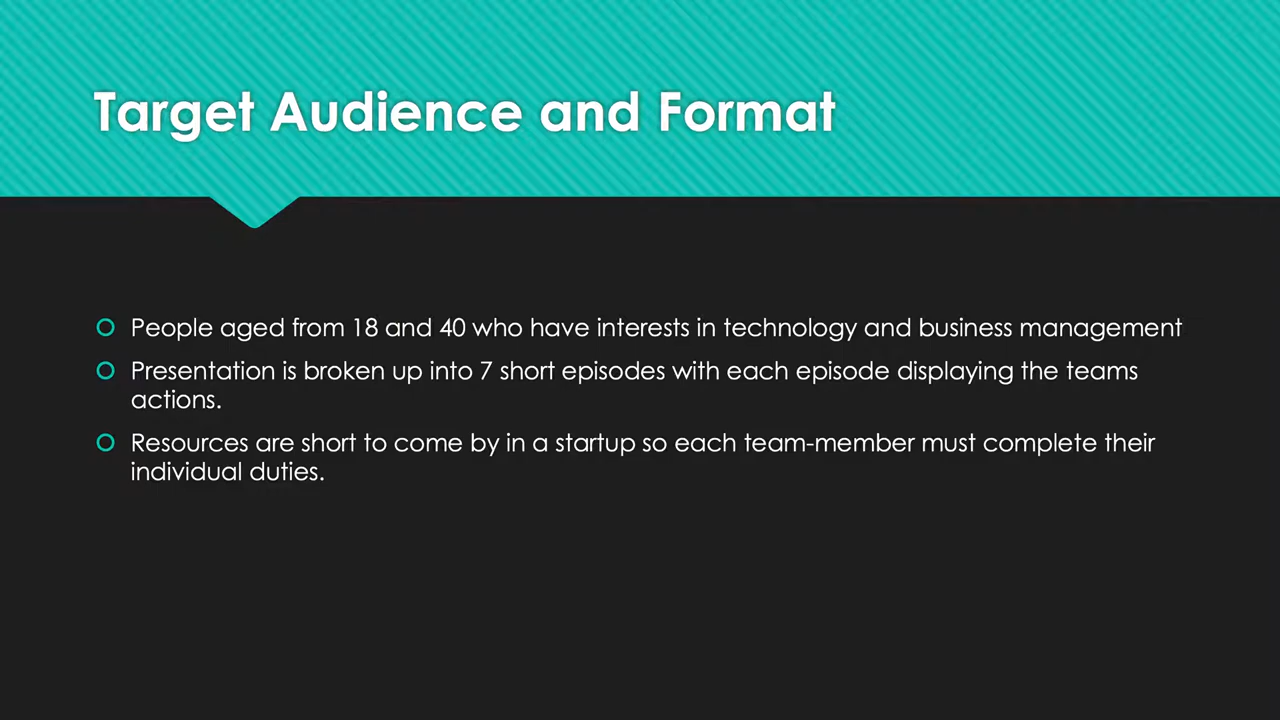 Target Audience and Format
People aged from 18 and 40 who have interests in technology and business management
Presentation is broken up into 7 short episodes with each episode displaying the teams
actions.
Resources are short to come by in a startup so each team-member must complete their
individual duties.